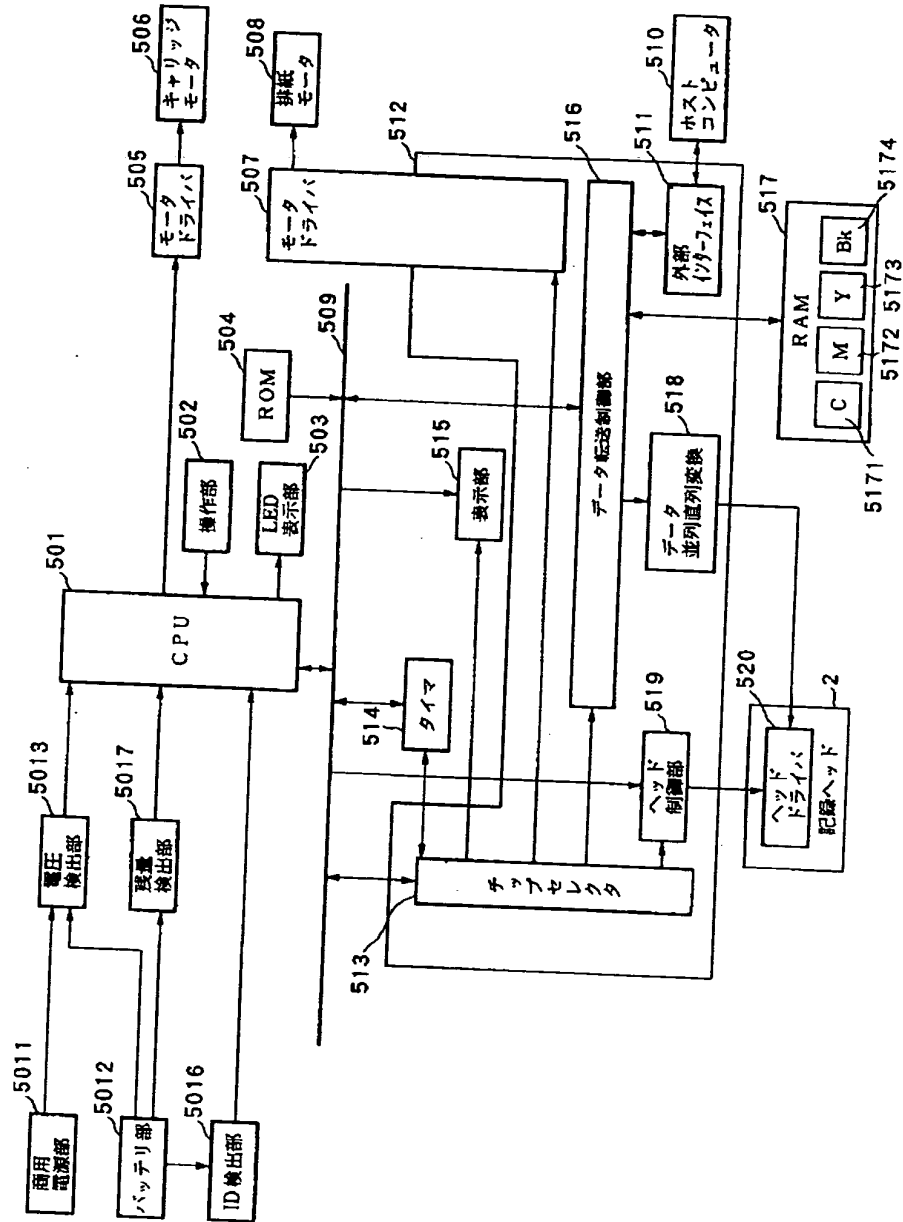 5011
商用
電源部
5012
バッテリ部
5016
ID検出部
5013
電圧
検出部
5017
残量
検出部
501
CPU
502
操作部
503
LED
表示部
504
ROM
505
モータ
ドライバ
506
キャリッジ
モータ
507
モータ
ドライバ
508
排紙
モータ
509
512
513
チップセレクタ
514
タイマ
515
表示部
516
データ転送制御部
511
外部
インターフェイス
510
ホスト
コンピュータ
517
RAM
C
M
Y
Bk
5171
5172
5173
5174
518
データ
並列直列変換
519
ヘッド
制御部
520
ヘッド
ドライバ
記録ヘッド
2